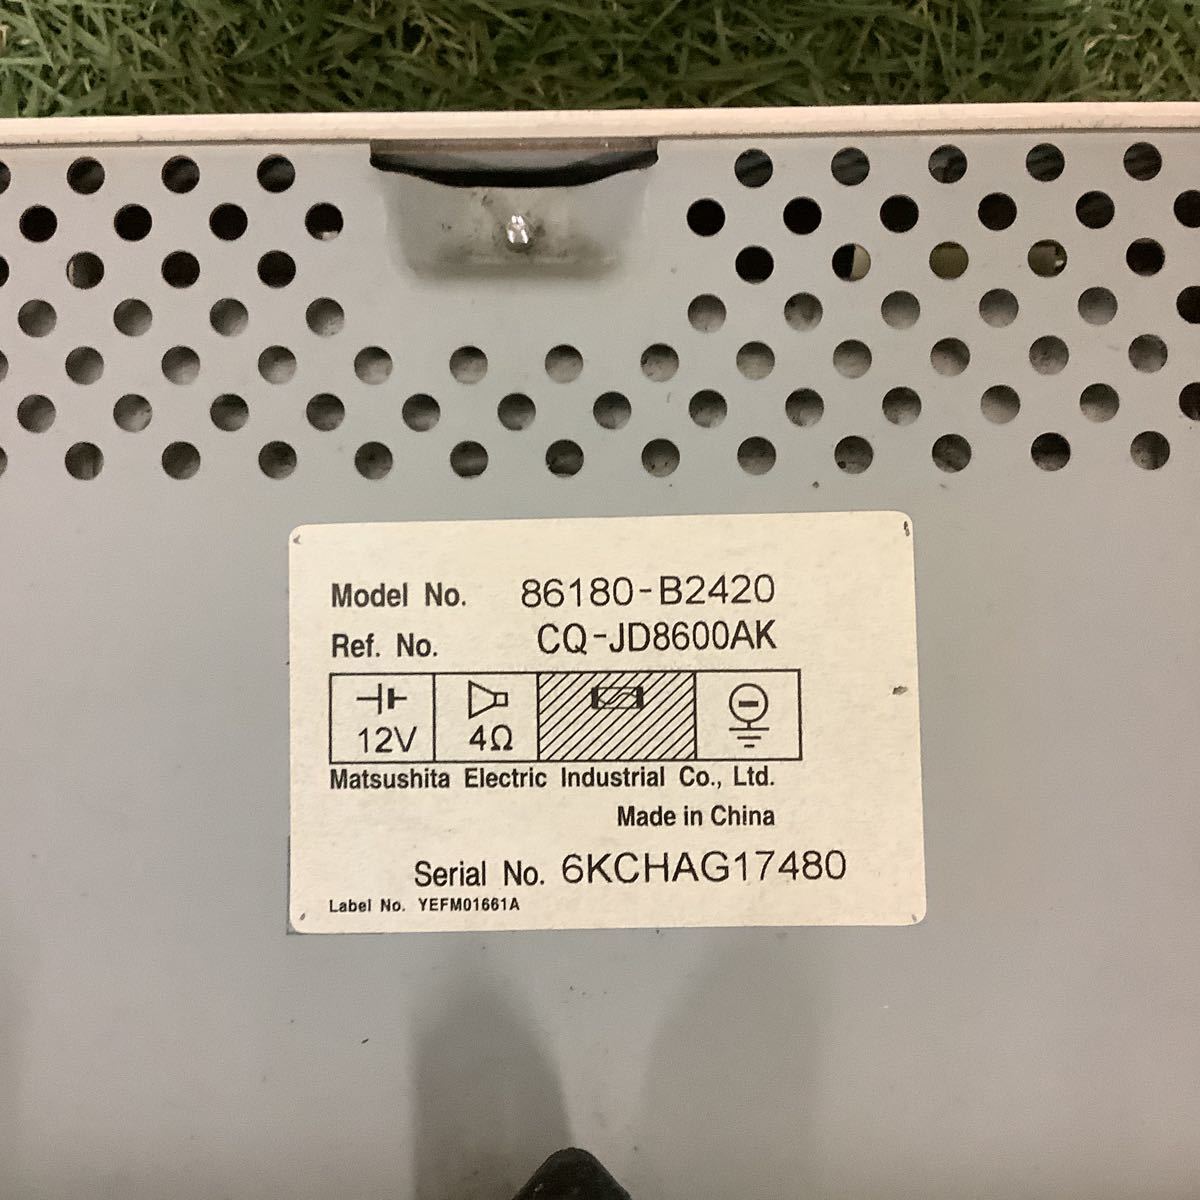 Model No. 86180-B2420
Ref. No. CQ-JD8600AK
12V 4Ω
Matsushita Electric Industrial Co., Ltd.
Made in China
Serial No. 6KCHAG17480
Label No. YEFM01661A